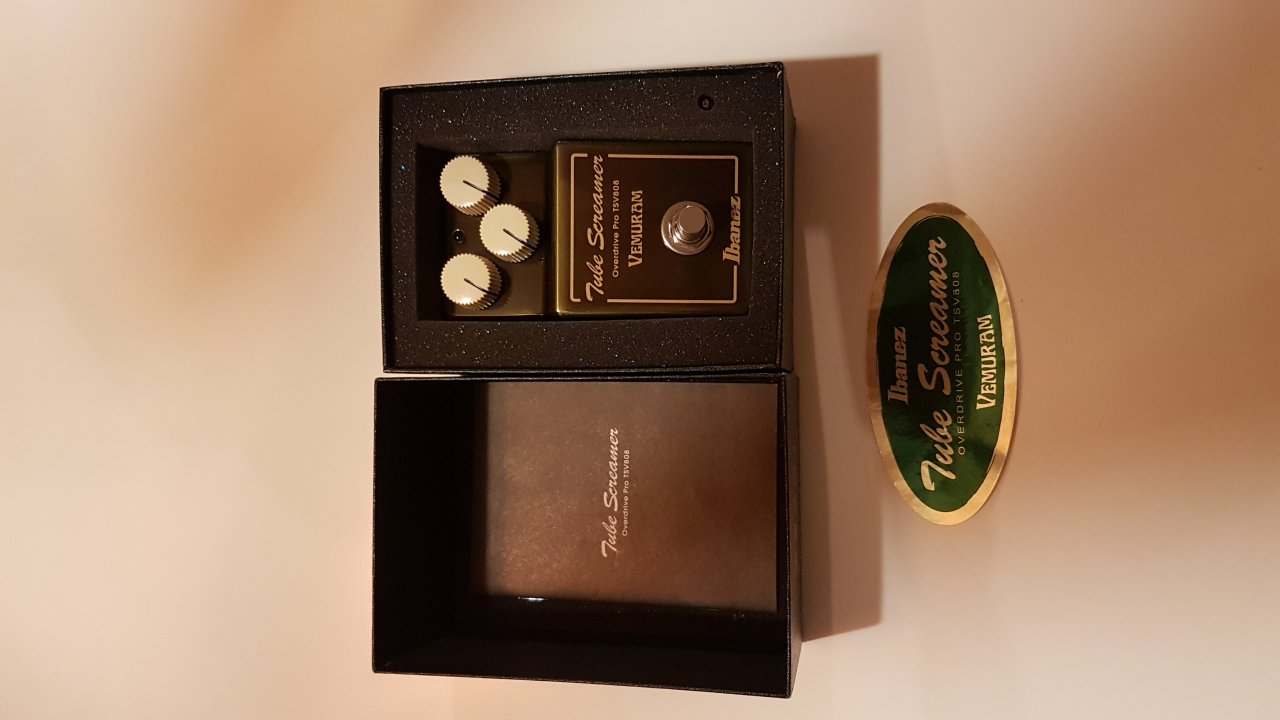 Tube Screamer
Overdrive Pro TSV808
VEMURAM
Ibanez
Tube Screamer
Overdrive Pro TSV808
Ibanez
Tube Screamer
OVERDRIVE PRO TSV808
VEMURAM